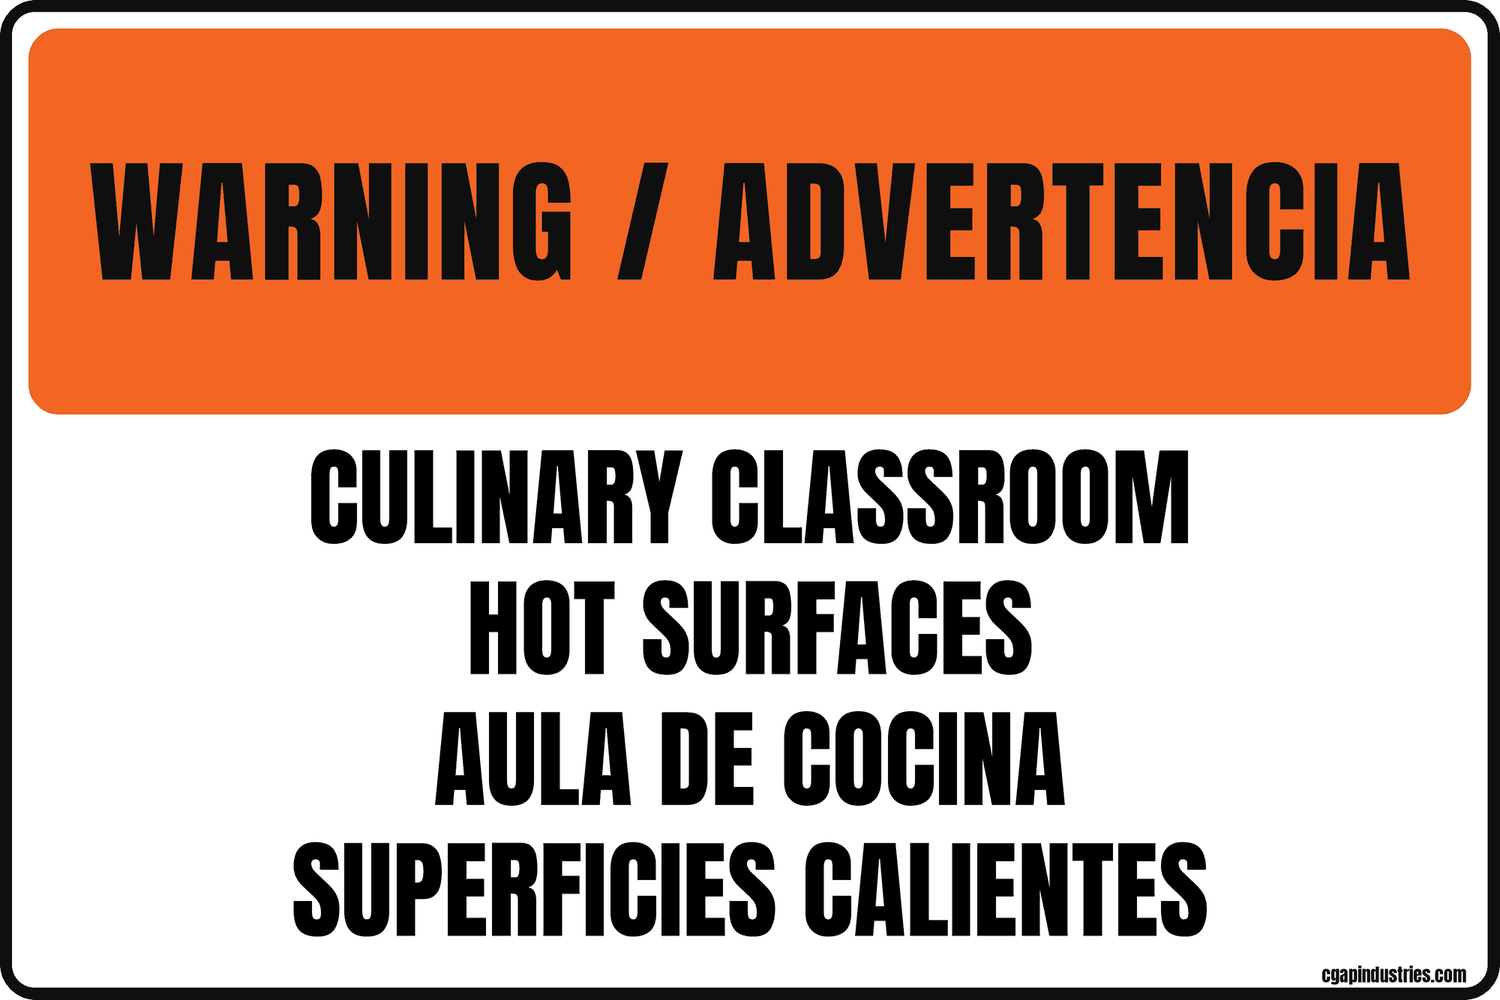 WARNING / ADVERTENCIA
CULINARY CLASSROOM
HOT SURFACES
AULA DE COCINA
SUPERFICIES CALIENTES
cgapindustries.com